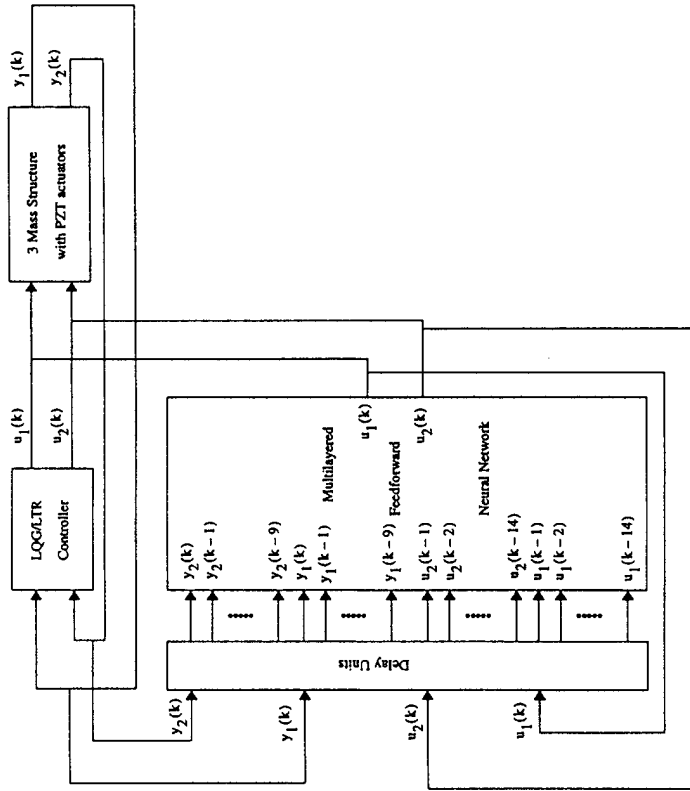 y1(k)
y2(k)
3 Mass Structure
with PZT actuators
u1(k)
u2(k)
LQG/LTR
Controller
Multilayered
Feedforward
Neural Network
u1(k)
u2(k)
y2(k)
y2(k−1)
y2(k−9)
y1(k)
y1(k−1)
y1(k−9)
u2(k−1)
u2(k−2)
u2(k−14)
u1(k−1)
u1(k−2)
u1(k−14)
Delay Units
y2(k)
y1(k)
u2(k)
u1(k)